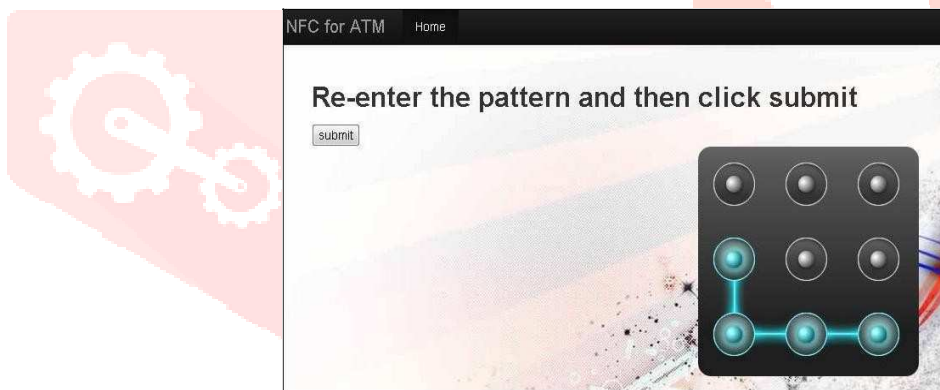 NFC for ATM Home
Re-enter the pattern and then click submit
submit